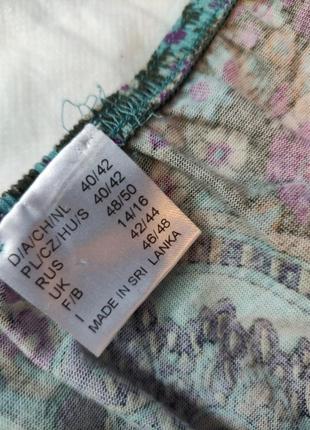 D/A/CH/NL 40/42
PL/CZ/HU/S 40/42
RUS 48/50
UK 14/16
F/B 42/44
I 46/48
MADE IN SRI LANKA